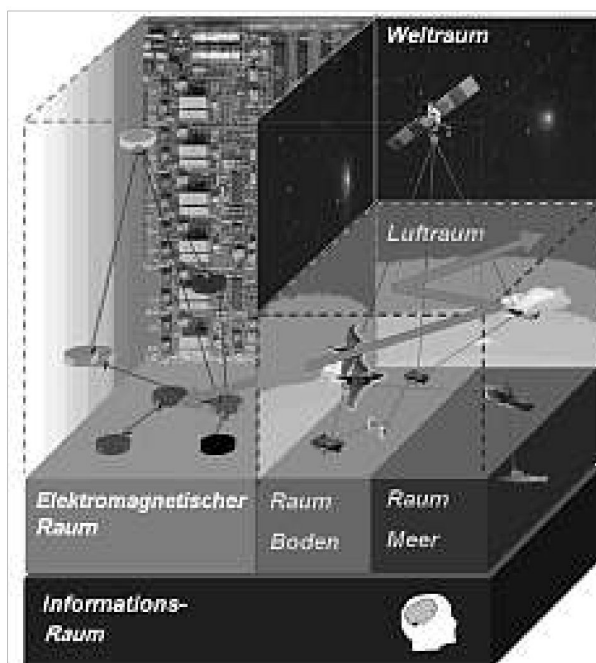 Weltraum
Luftraum
Elektromagnetischer
Raum
Raum
Boden
Raum
Meer
Informations-
Raum